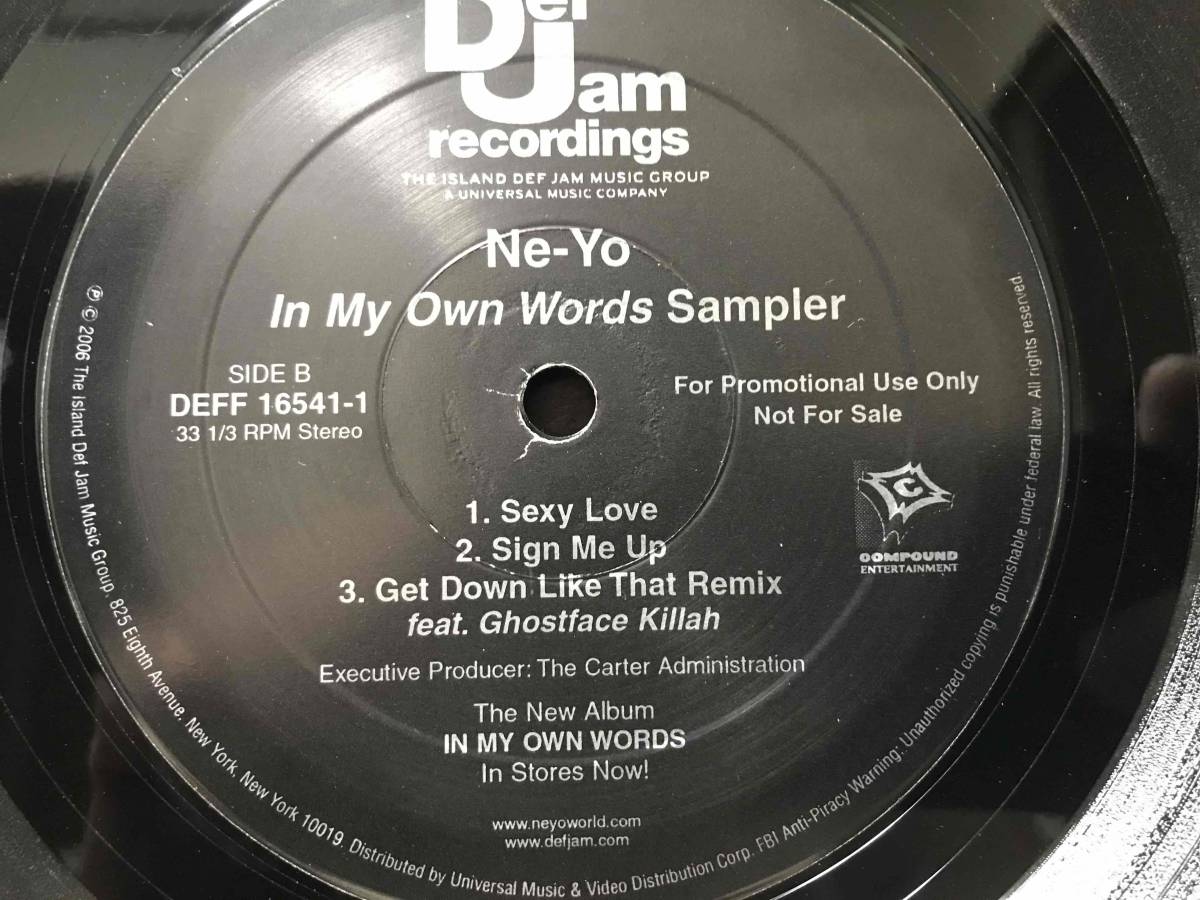 Def
Jam
recordings
THE ISLAND DEF JAM MUSIC GROUP
A UNIVERSAL MUSIC COMPANY
Ne-Yo
In My Own Words Sampler
SIDE B
DEFF 16541-1
33 1/3 RPM Stereo
For Promotional Use Only
Not For Sale
C
COMPOUND
ENTERTAINMENT
1. Sexy Love
2. Sign Me Up
3. Get Down Like That Remix
feat. Ghostface Killah
Executive Producer: The Carter Administration
The New Album
IN MY OWN WORDS
In Stores Now!
www.neyoworld.com
www.defjam.com
℗ © 2006 The Island Def Jam Music Group. 825 Eighth Avenue. New York, New York 10019. Distributed by Universal Music & Video Distribution Corp. FBI Anti-Piracy Warning: Unauthorized copying is punishable under federal law. All rights reserved.